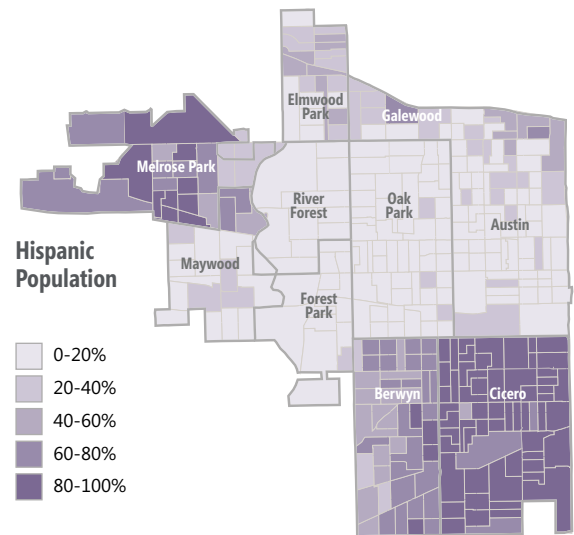 Elmwood
Park
Galewood
Melrose Park
River
Forest
Oak
Park
Austin
Hispanic
Population
Maywood
Forest
Park
0-20%
20-40%
40-60%
60-80%
80-100%
Berwyn
Cicero